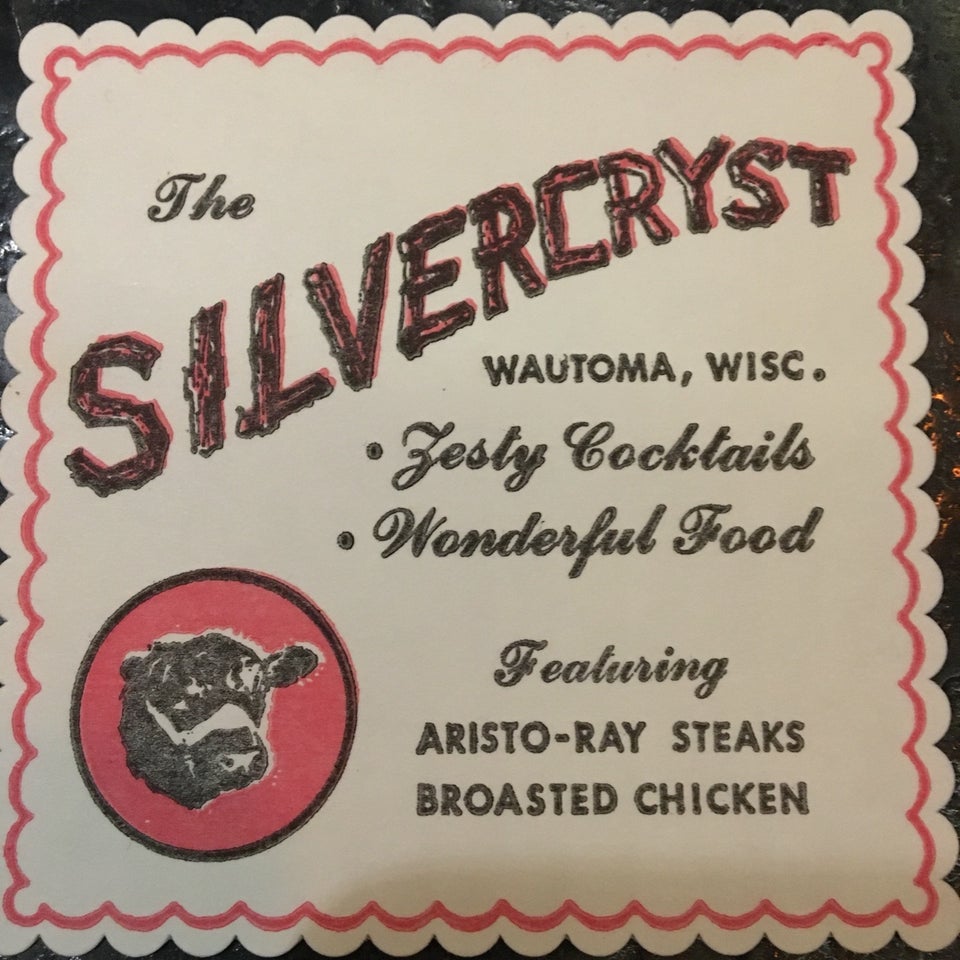 The
SILVERCRYST
WAUTOMA, WISC.
• Zesty Cocktails
• Wonderful Food
Featuring
ARISTO-RAY STEAKS
BROASTED CHICKEN